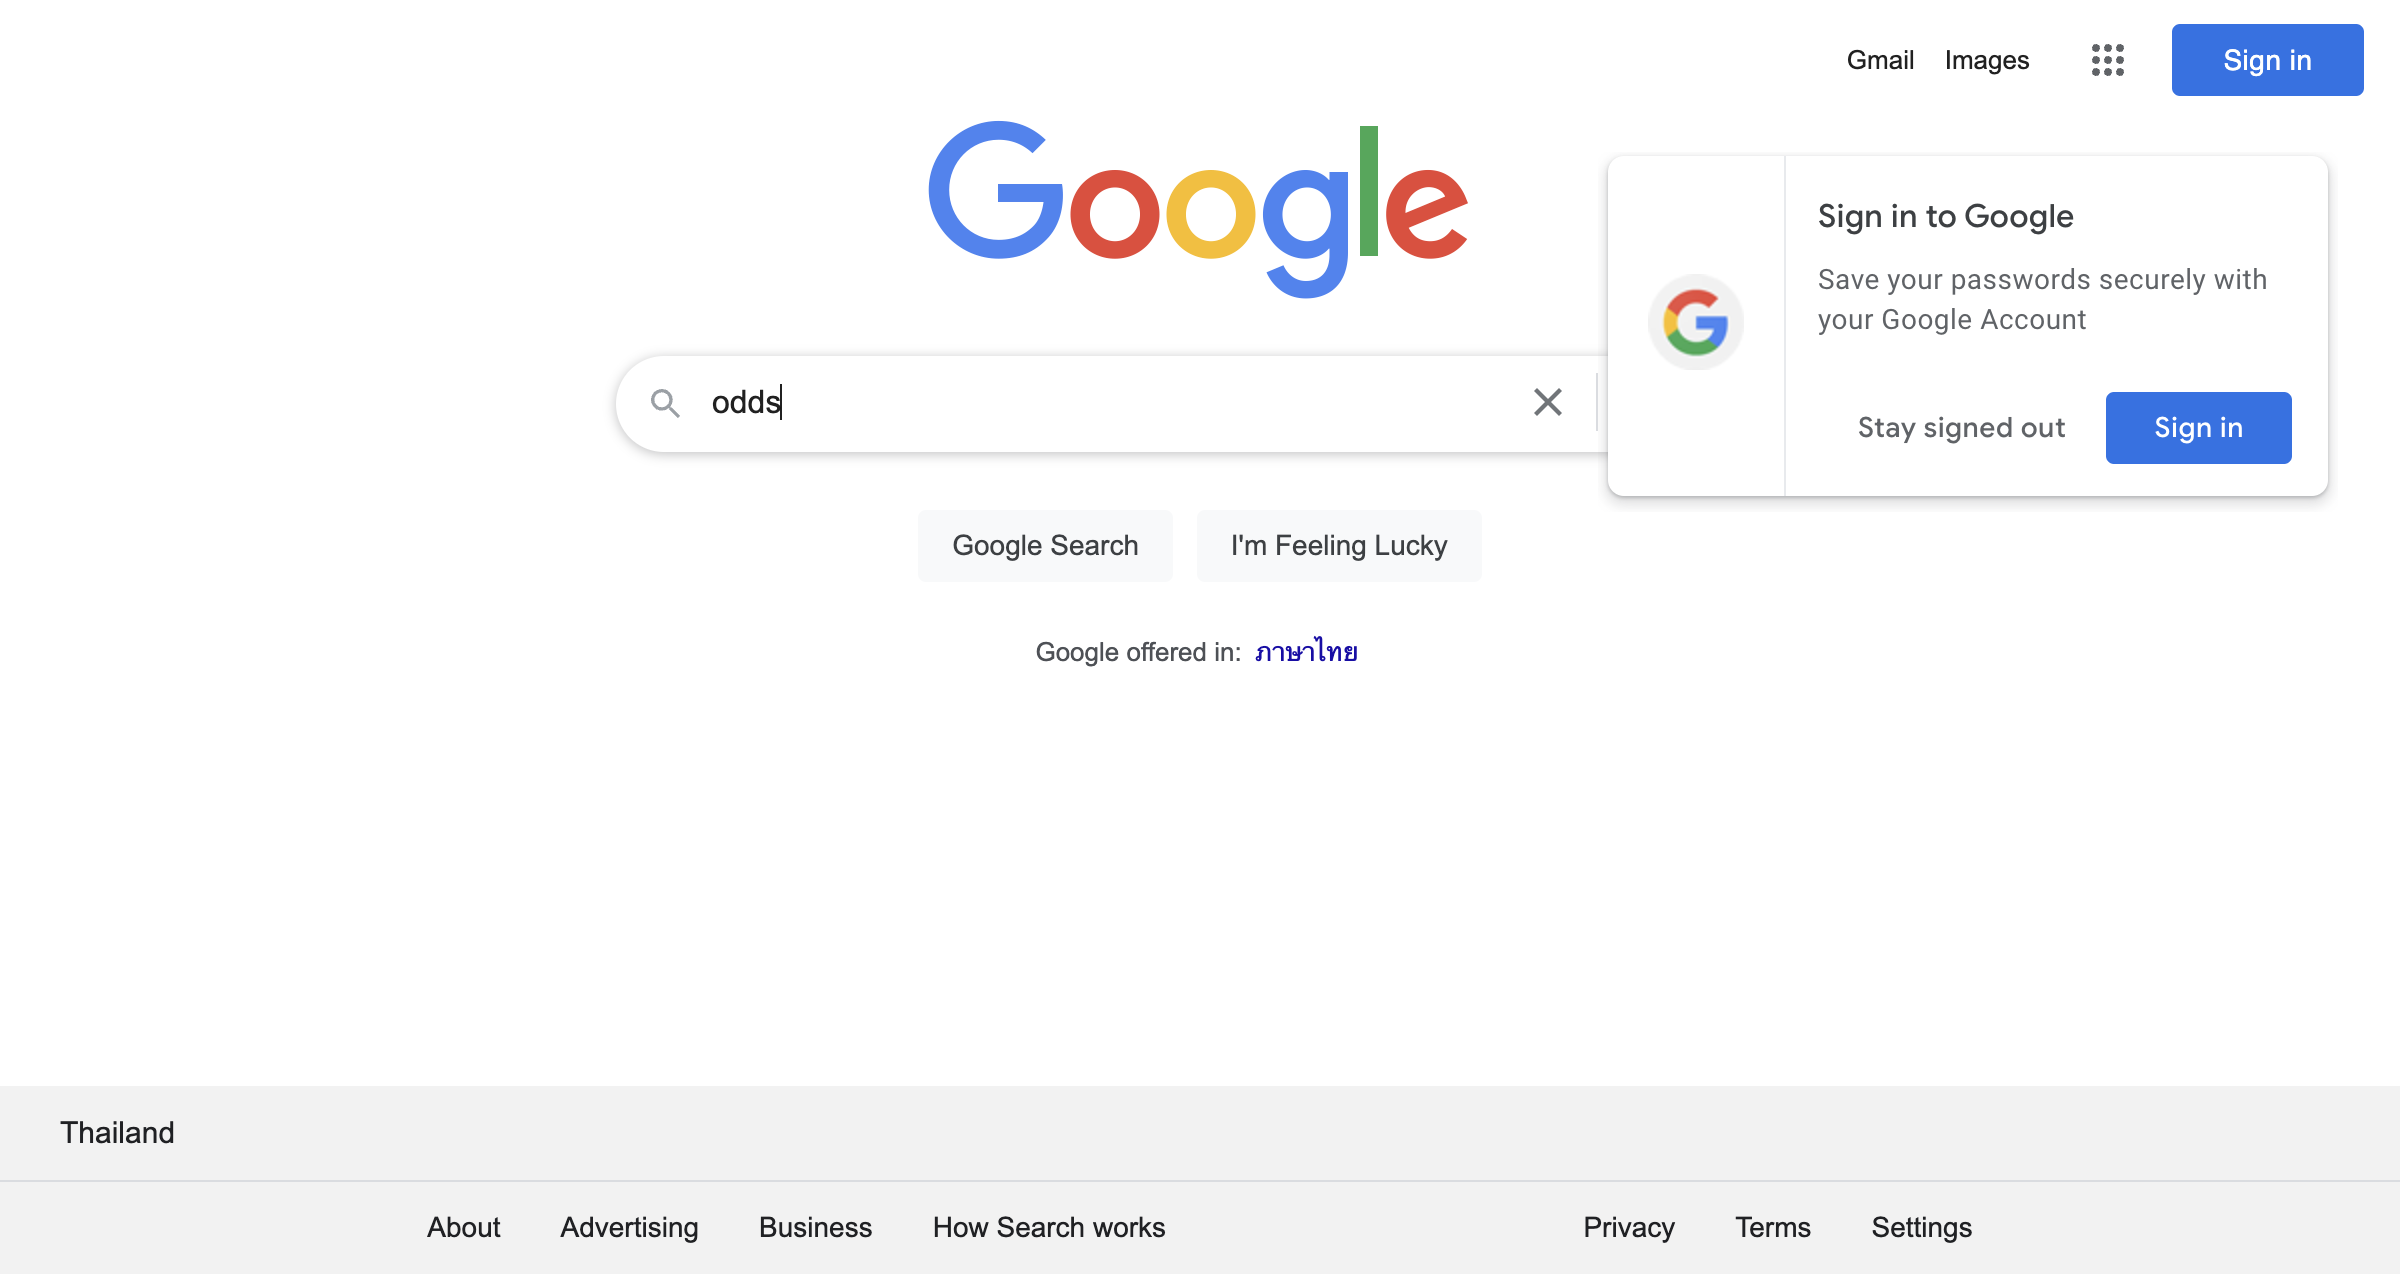 Gmail Images Sign in
Google
Sign in to Google
Save your passwords securely with
your Google Account
Stay signed out Sign in
odds
Google Search I'm Feeling Lucky
Google offered in: ภาษาไทย
Thailand
About Advertising Business How Search works Privacy Terms Settings